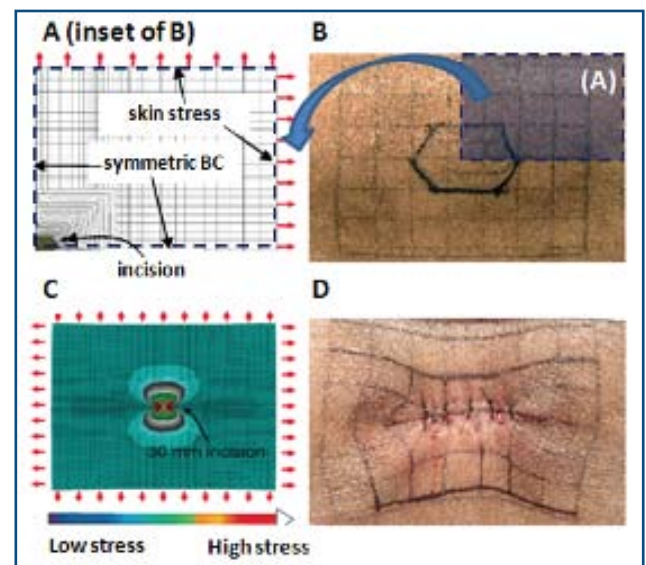 A (inset of B)
B
(A)
skin stress
symmetric BC
incision
C
D
30 mm incision
Low stress
High stress